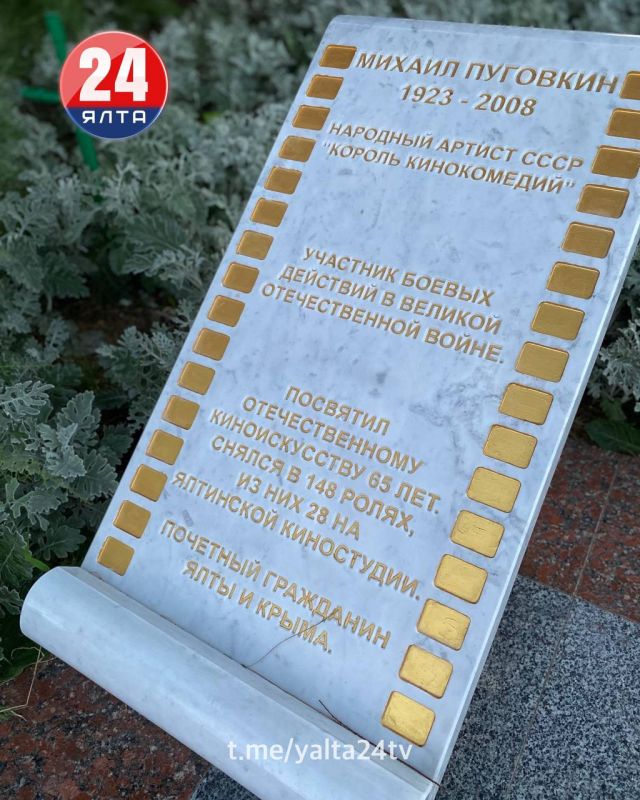 24
ЯЛТА
МИХАИЛ ПУГОВКИН
1923 - 2008
НАРОДНЫЙ АРТИСТ СССР
"КОРОЛЬ КИНОКОМЕДИЙ"
УЧАСТНИК БОЕВЫХ
ДЕЙСТВИЙ В ВЕЛИКОЙ
ОТЕЧЕСТВЕННОЙ ВОЙНЕ.
ПОСВЯТИЛ
ОТЕЧЕСТВЕННОМУ
КИНОИСКУССТВУ 65 ЛЕТ.
СНЯЛСЯ В 148 РОЛЯХ,
ИЗ НИХ 28 НА
ЯЛТИНСКОЙ КИНОСТУДИИ.
ПОЧЕТНЫЙ ГРАЖДАНИН
ЯЛТЫ И КРЫМА.
t.me/yalta24tv